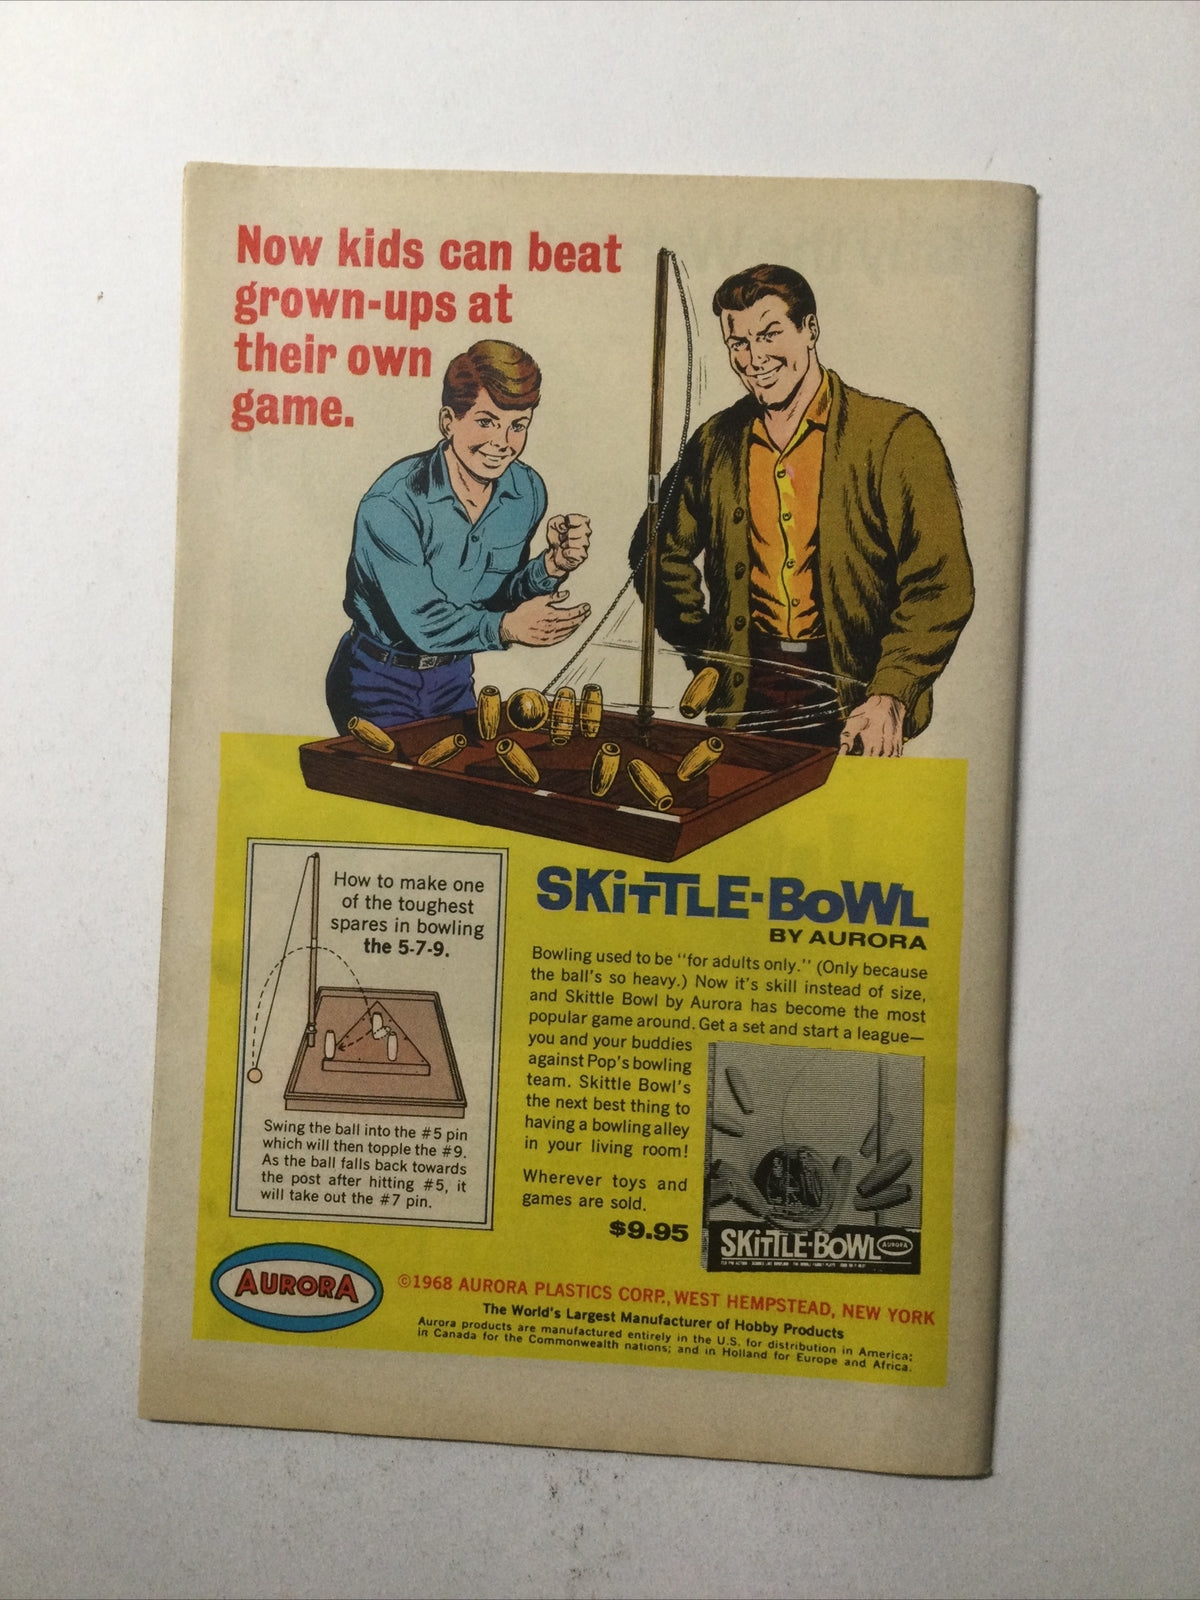 Now kids can beat
grown-ups at
their own
game.
How to make one
of the toughest
spares in bowling
the 5-7-9.
Swing the ball into the #5 pin
which will then topple the #9.
As the ball falls back towards
the post after hitting #5, it
will take out the #7 pin.
SKiTTLE-BoWL
BY AURORA
Bowling used to be "for adults only." (Only because
the ball's so heavy.) Now it's skill instead of size,
and Skittle Bowl by Aurora has become the most
popular game around. Get a set and start a league—
you and your buddies
against Pop's bowling
team. Skittle Bowl's
the next best thing to
having a bowling alley
in your living room!
Wherever toys and
games are sold.
$9.95
SKiTTLE-BoWL
AURORA
AURORA
©1968 AURORA PLASTICS CORP., WEST HEMPSTEAD, NEW YORK
The World's Largest Manufacturer of Hobby Products
Aurora products are manufactured entirely in the U.S. for distribution in America;
in Canada for the Commonwealth nations; and in Holland for Europe and Africa.